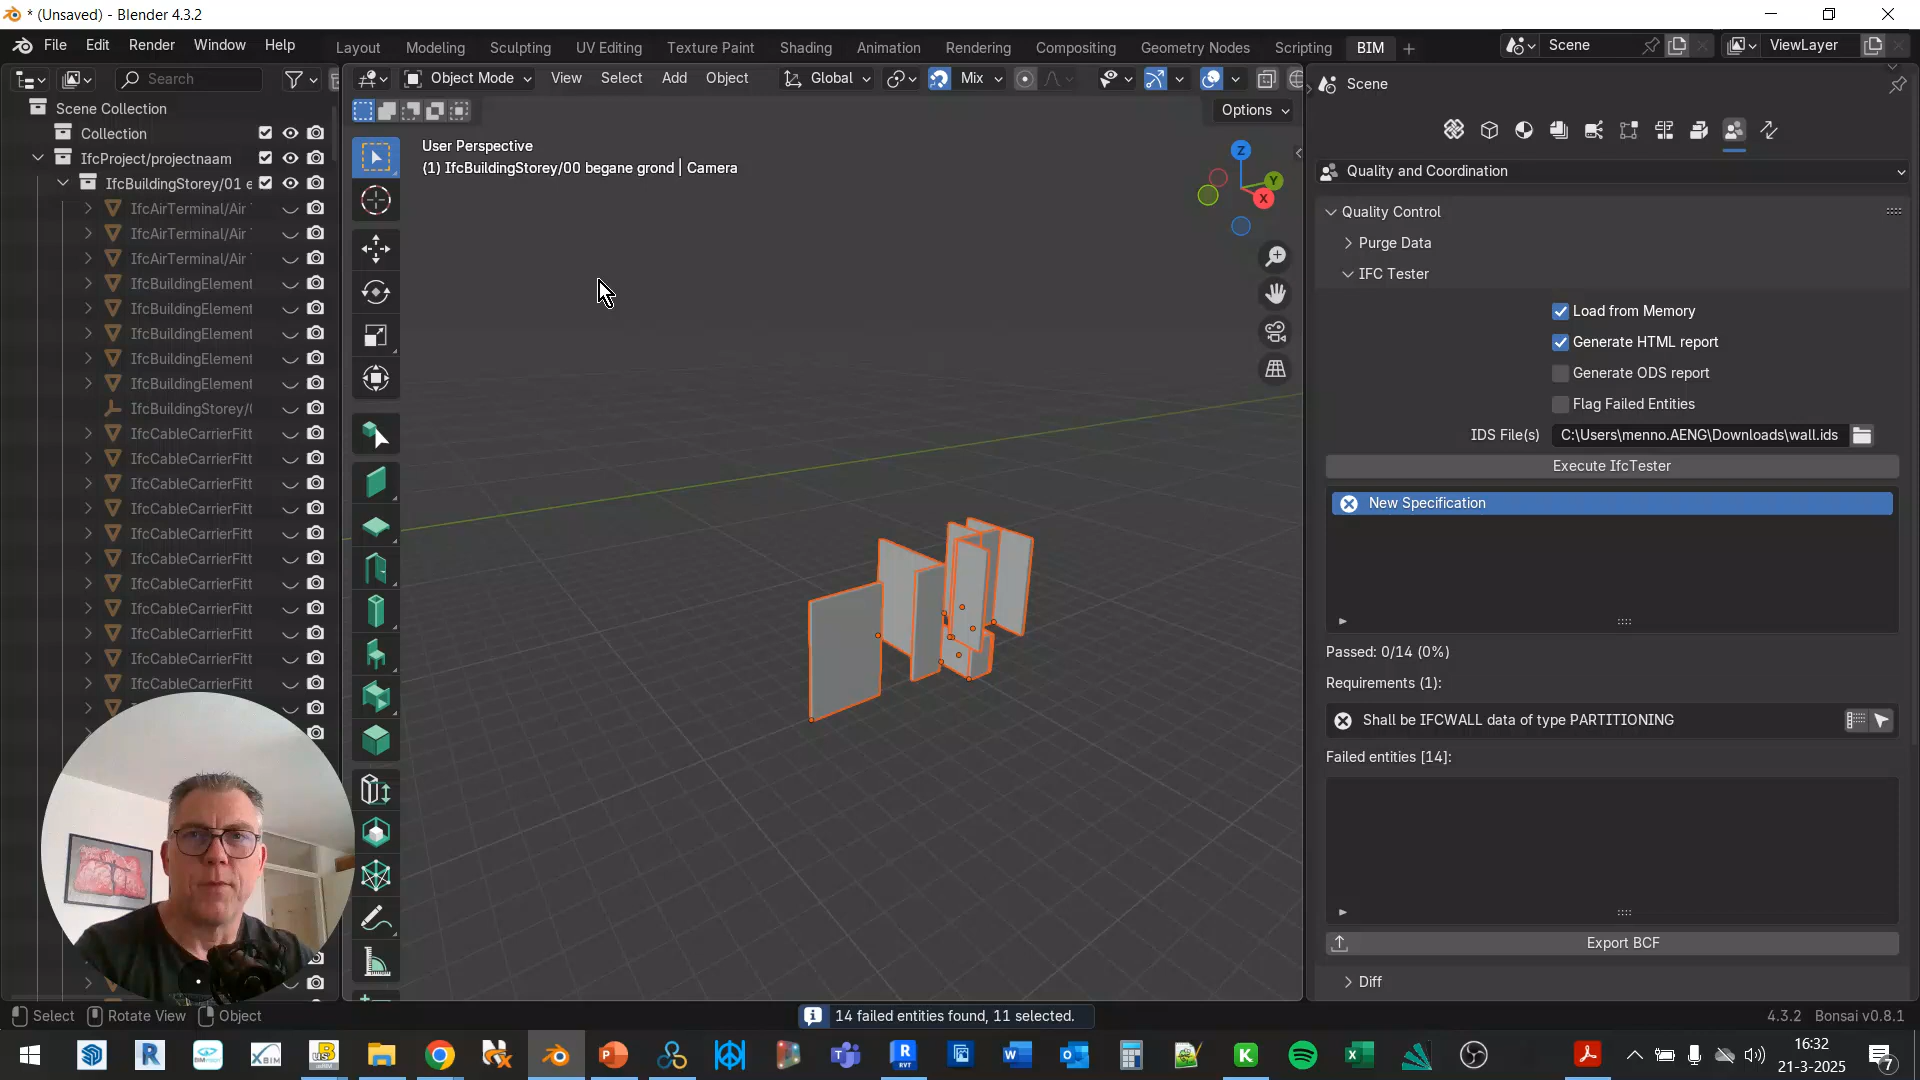 * (Unsaved) - Blender 4.3.2
File Edit Render Window Help
Layout Modeling Sculpting UV Editing Texture Paint Shading Animation Rendering Compositing Geometry Nodes Scripting BIM
Scene
ViewLayer
Search
Object Mode View Select Add Object Global Mix
Options
Scene Collection
Collection
IfcProject/projectnaam
IfcBuildingStorey/01 e
IfcAirTerminal/Air
IfcAirTerminal/Air
IfcAirTerminal/Air
IfcBuildingElement
IfcBuildingElement
IfcBuildingElement
IfcBuildingElement
IfcBuildingElement
IfcBuildingStorey/(
IfcCableCarrierFitt
IfcCableCarrierFitt
IfcCableCarrierFitt
IfcCableCarrierFitt
IfcCableCarrierFitt
IfcCableCarrierFitt
IfcCableCarrierFitt
IfcCableCarrierFitt
IfcCableCarrierFitt
IfcCableCarrierFitt
IfcCableCarrierFitt
User Perspective
(1) IfcBuildingStorey/00 begane grond | Camera
Z
Y
X
Scene
Quality and Coordination
Quality Control
Purge Data
IFC Tester
Load from Memory
Generate HTML report
Generate ODS report
Flag Failed Entities
IDS File(s) C:\Users\menno.AENG\Downloads\wall.ids
Execute IfcTester
New Specification
Passed: 0/14 (0%)
Requirements (1):
Shall be IFCWALL data of type PARTITIONING
Failed entities [14]:
Export BCF
Diff
Select Rotate View Object
14 failed entities found, 11 selected.
4.3.2 Bonsai v0.8.1
16:32
21-3-2025
7